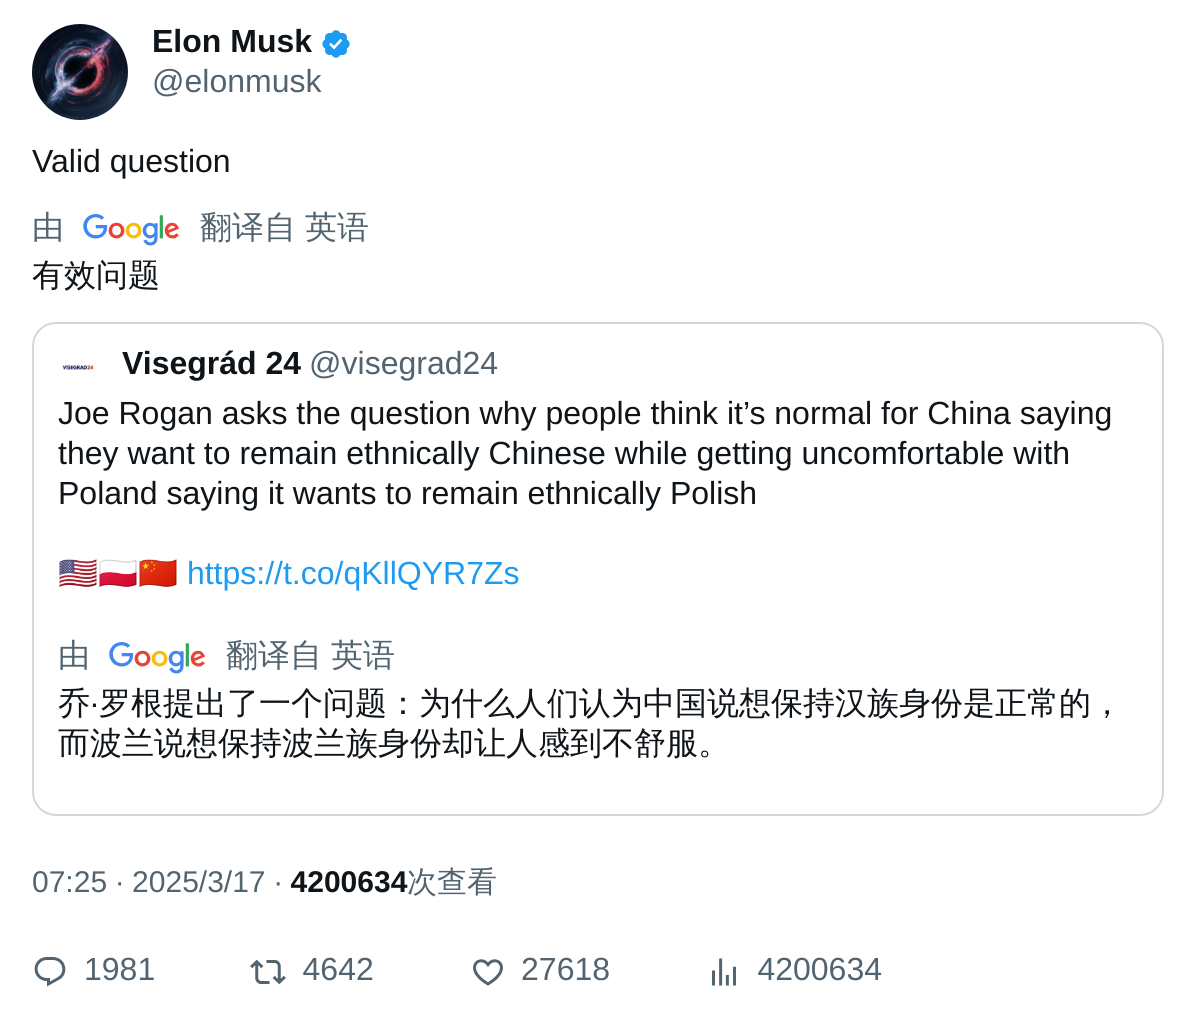 Elon Musk
@elonmusk
Valid question
由 Google 翻译自 英语
有效问题
VISEGRAD24
Visegrád 24 @visegrad24
Joe Rogan asks the question why people think it’s normal for China saying
they want to remain ethnically Chinese while getting uncomfortable with
Poland saying it wants to remain ethnically Polish
🇺🇸🇵🇱🇨🇳 https://t.co/qKllQYR7Zs
由 Google 翻译自 英语
乔·罗根提出了一个问题：为什么人们认为中国说想保持汉族身份是正常的，
而波兰说想保持波兰族身份却让人感到不舒服。
07:25 · 2025/3/17 · 4200634次查看
1981 4642 27618 4200634